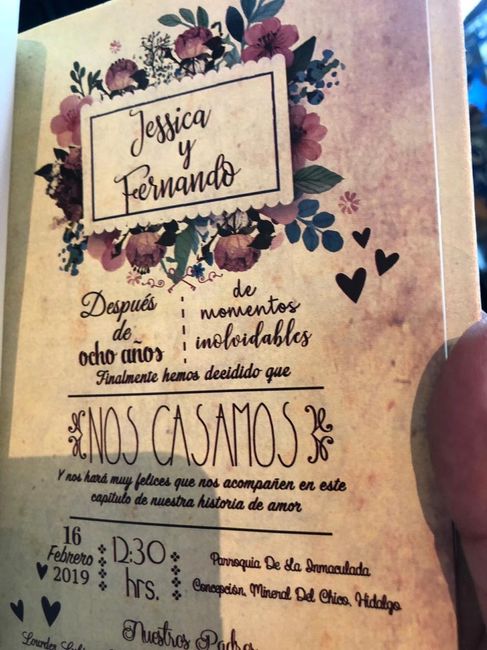 Jessica
y
Fernando
Después
de
ocho años
de
momentos
inolvidables
Finalmente hemos decidido que
NOS CASAMOS
Y nos hará muy felices que nos acompañen en este
capitulo de nuestra historia de amor
16
Febrero
2019
12:30
hrs.
Parroquia De La Inmaculada
Concepción, Mineral Del Chico, Hidalgo
Nuestros Padres
Lourdes